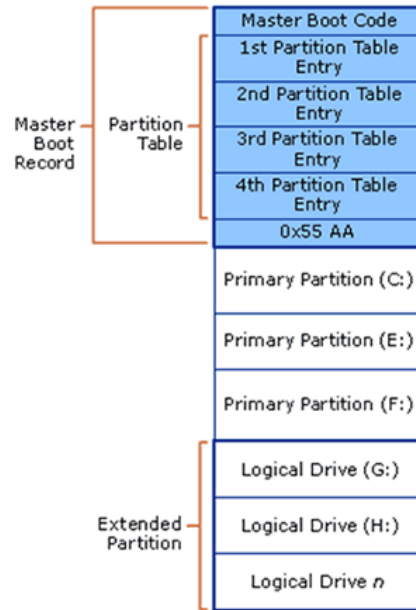 Master Boot Code
1st Partition Table
Entry
2nd Partition Table
Entry
3rd Partition Table
Entry
4th Partition Table
Entry
0x55 AA
Master
Boot
Record
Partition
Table
Primary Partition (C:)
Primary Partition (E:)
Primary Partition (F:)
Extended
Partition
Logical Drive (G:)
Logical Drive (H:)
Logical Drive n